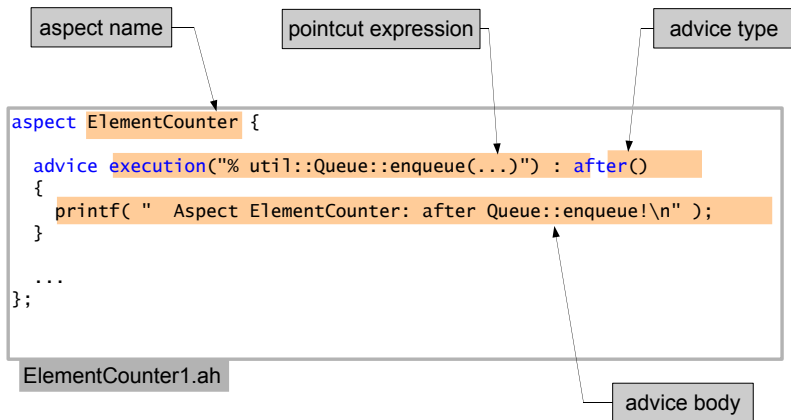 aspect name
pointcut expression
advice type
aspect ElementCounter {
advice execution("% util::Queue::enqueue(...)") : after()
{
printf( "  Aspect ElementCounter: after Queue::enqueue!\n" );
}
...
};
ElementCounter1.ah
advice body